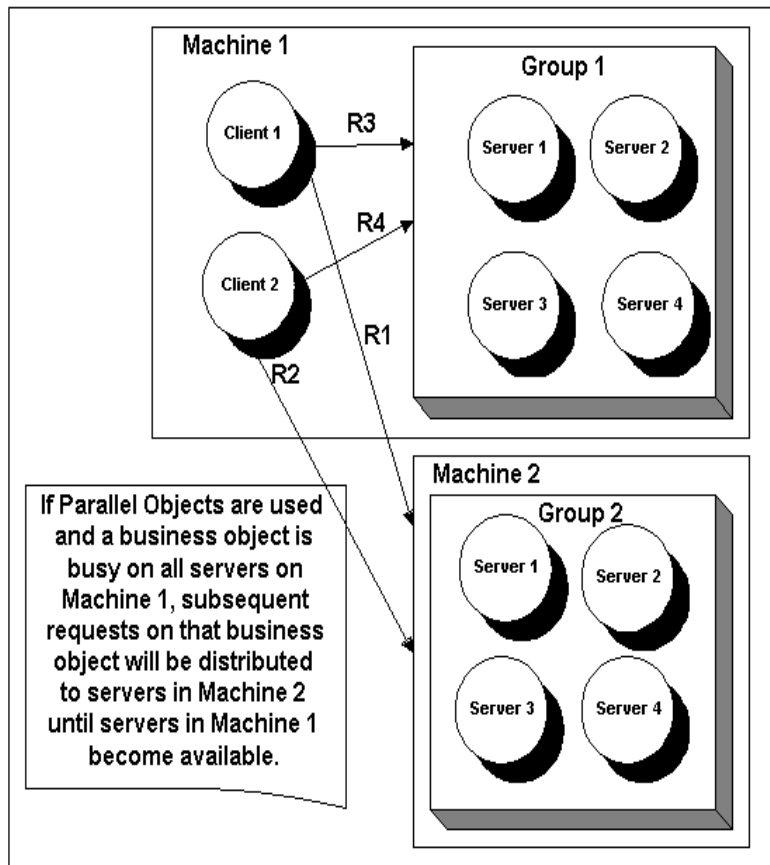 Machine 1
Group 1
Client 1
R3
Server 1
Server 2
R4
Client 2
Server 3
Server 4
R1
R2
If Parallel Objects are used
and a business object is
busy on all servers on
Machine 1, subsequent
requests on that business
object will be distributed
to servers in Machine 2
until servers in Machine 1
become available.
Machine 2
Group 2
Server 1
Server 2
Server 3
Server 4